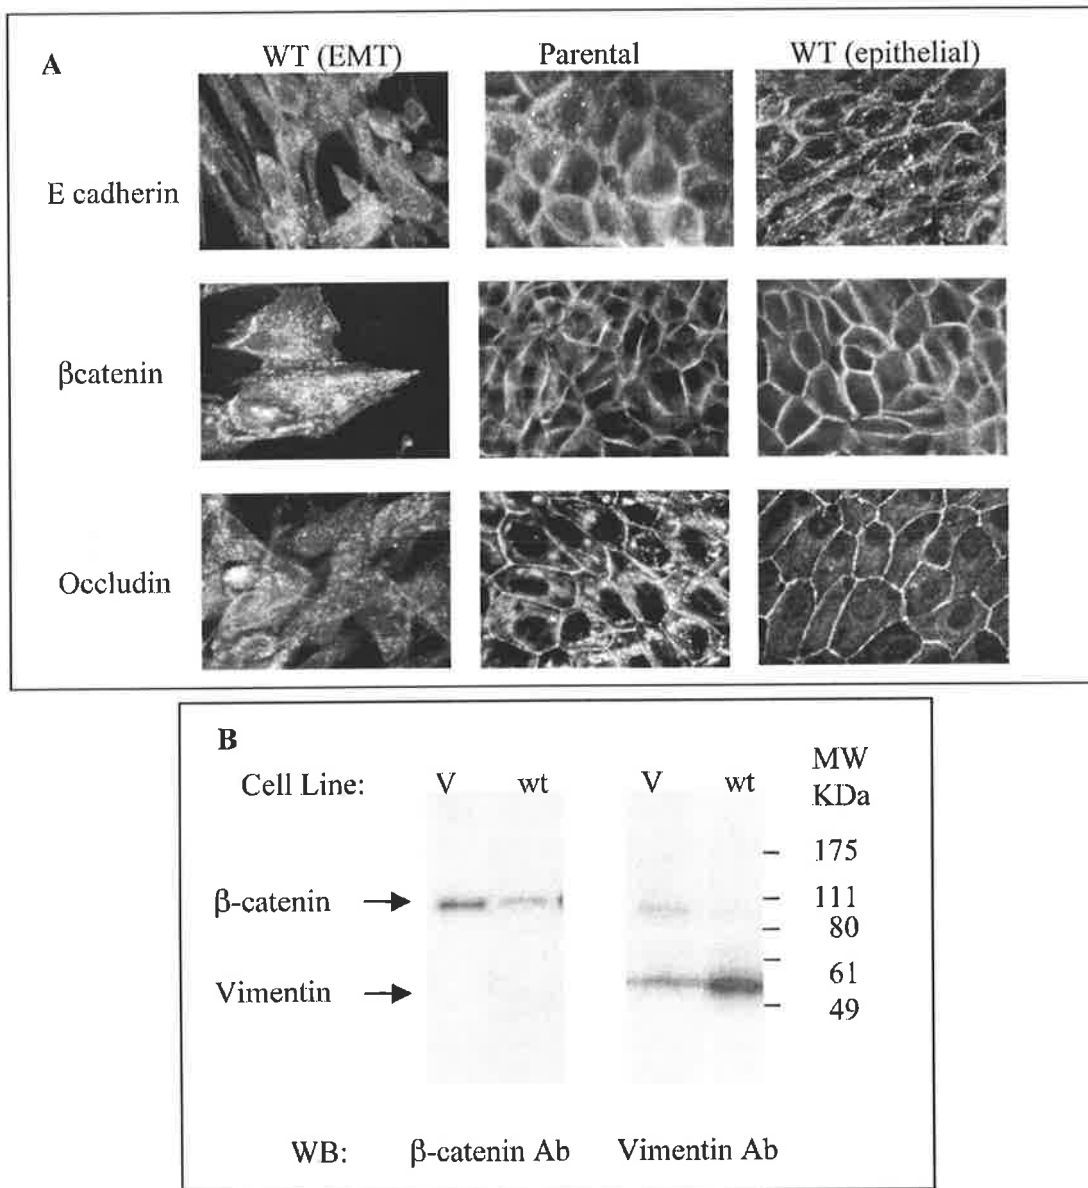 A
WT (EMT) Parental WT (epithelial)
E cadherin
βcatenin
Occludin
B
Cell Line: V wt V wt
MW
KDa
175
β-catenin
111
80
Vimentin
61
49
WB: β-catenin Ab Vimentin Ab